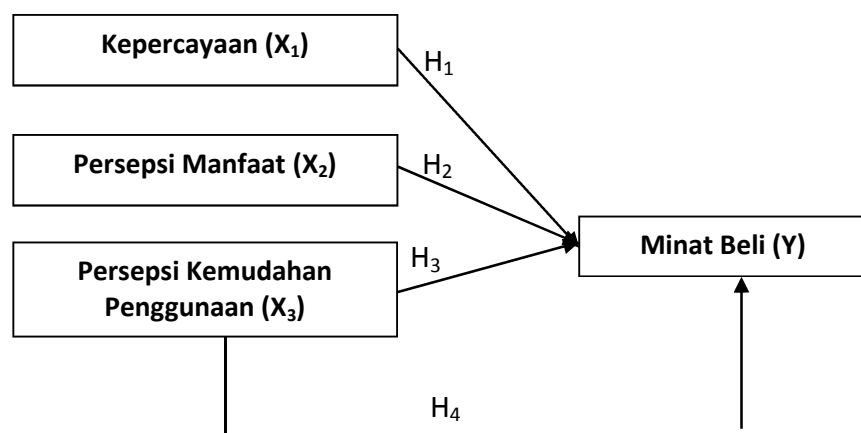 Kepercayaan (X₁)
H₁
Persepsi Manfaat (X₂)
H₂
Persepsi Kemudahan
Penggunaan (X₃)
H₃
Minat Beli (Y)
H₄